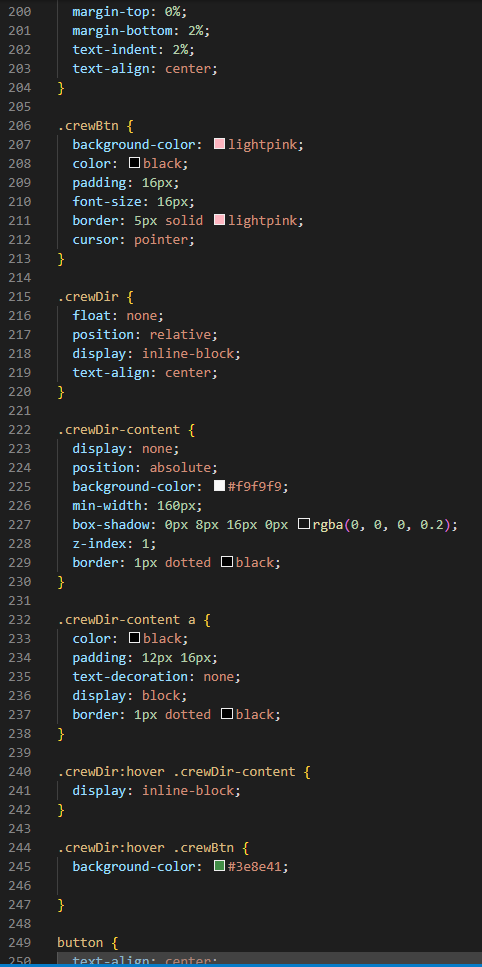 200 margin-top: 0%;
201 margin-bottom: 2%;
202 text-indent: 2%;
203 text-align: center;
204 }
205
206 .crewBtn {
207 background-color: lightpink;
208 color: black;
209 padding: 16px;
210 font-size: 16px;
211 border: 5px solid lightpink;
212 cursor: pointer;
213 }
214
215 .crewDir {
216 float: none;
217 position: relative;
218 display: inline-block;
219 text-align: center;
220 }
221
222 .crewDir-content {
223 display: none;
224 position: absolute;
225 background-color: #f9f9f9;
226 min-width: 160px;
227 box-shadow: 0px 8px 16px 0px rgba(0, 0, 0, 0.2);
228 z-index: 1;
229 border: 1px dotted black;
230 }
231
232 .crewDir-content a {
233 color: black;
234 padding: 12px 16px;
235 text-decoration: none;
236 display: block;
237 border: 1px dotted black;
238 }
239
240 .crewDir:hover .crewDir-content {
241 display: inline-block;
242 }
243
244 .crewDir:hover .crewBtn {
245 background-color: #3e8e41;
246
247 }
248
249 button {
250 text-align: center;